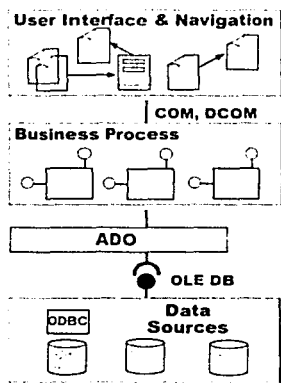 User Interface & Navigation
COM, DCOM
Business Process
ADO
OLE DB
Data
ODBC
Sources